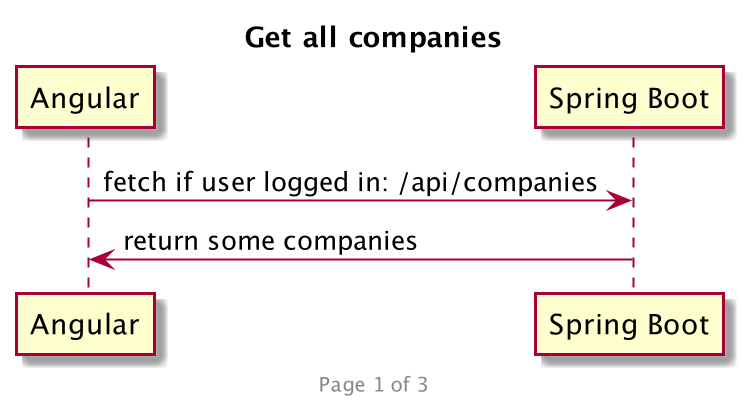 Get all companies
Angular
Spring Boot
fetch if user logged in: /api/companies
return some companies
Angular
Spring Boot
Page 1 of 3